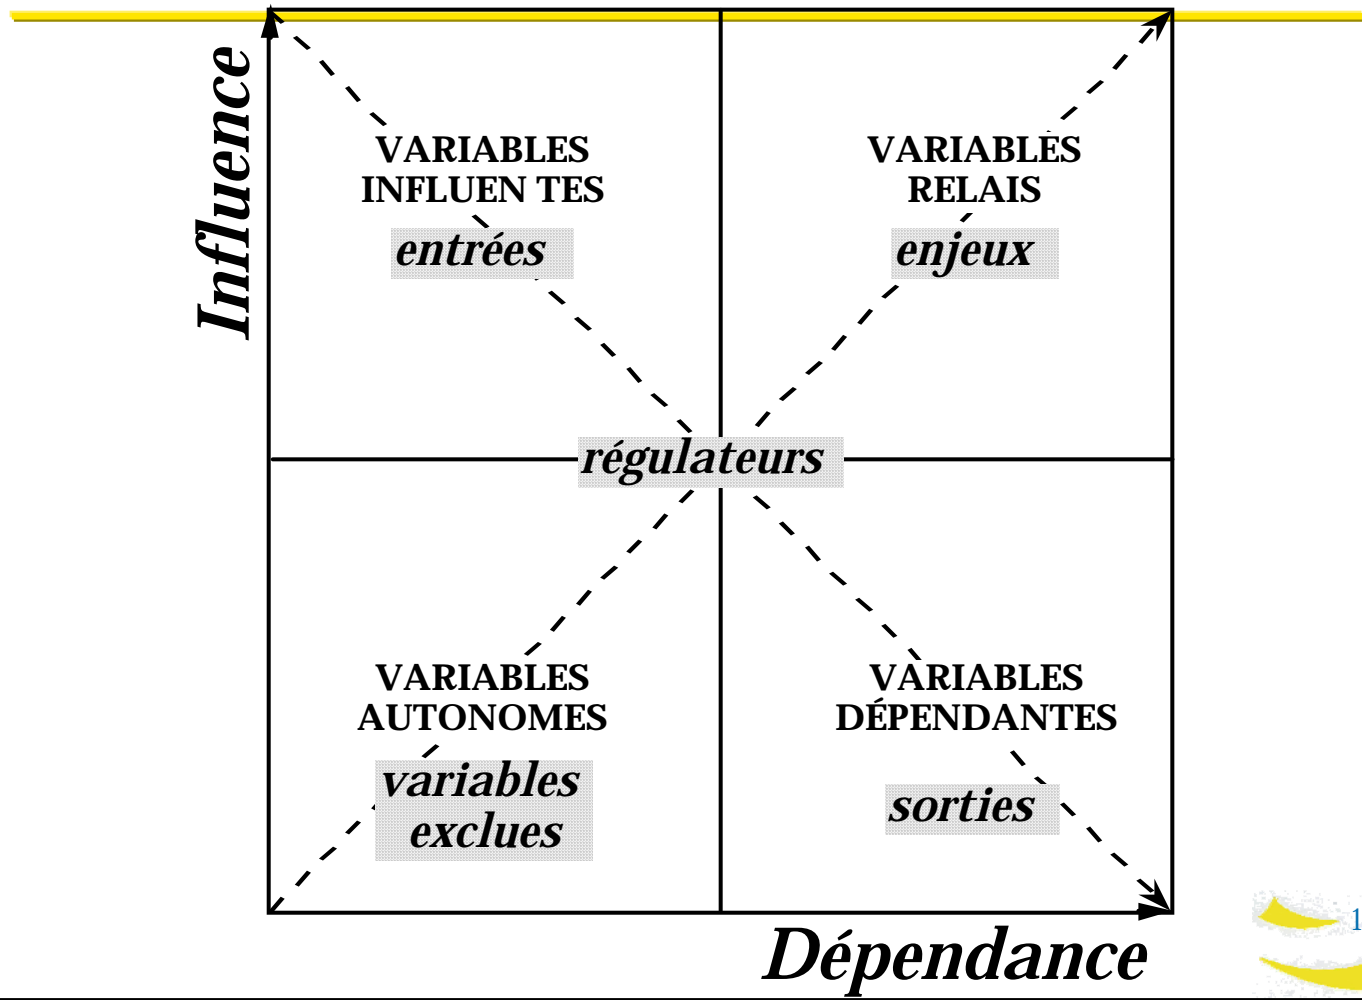 Influence
VARIABLES
INFLUEN TES
entrées
VARIABLES
RELAIS
enjeux
régulateurs
VARIABLES
AUTONOMES
variables
exclues
VARIABLES
DÉPENDANTES
sorties
Dépendance
1